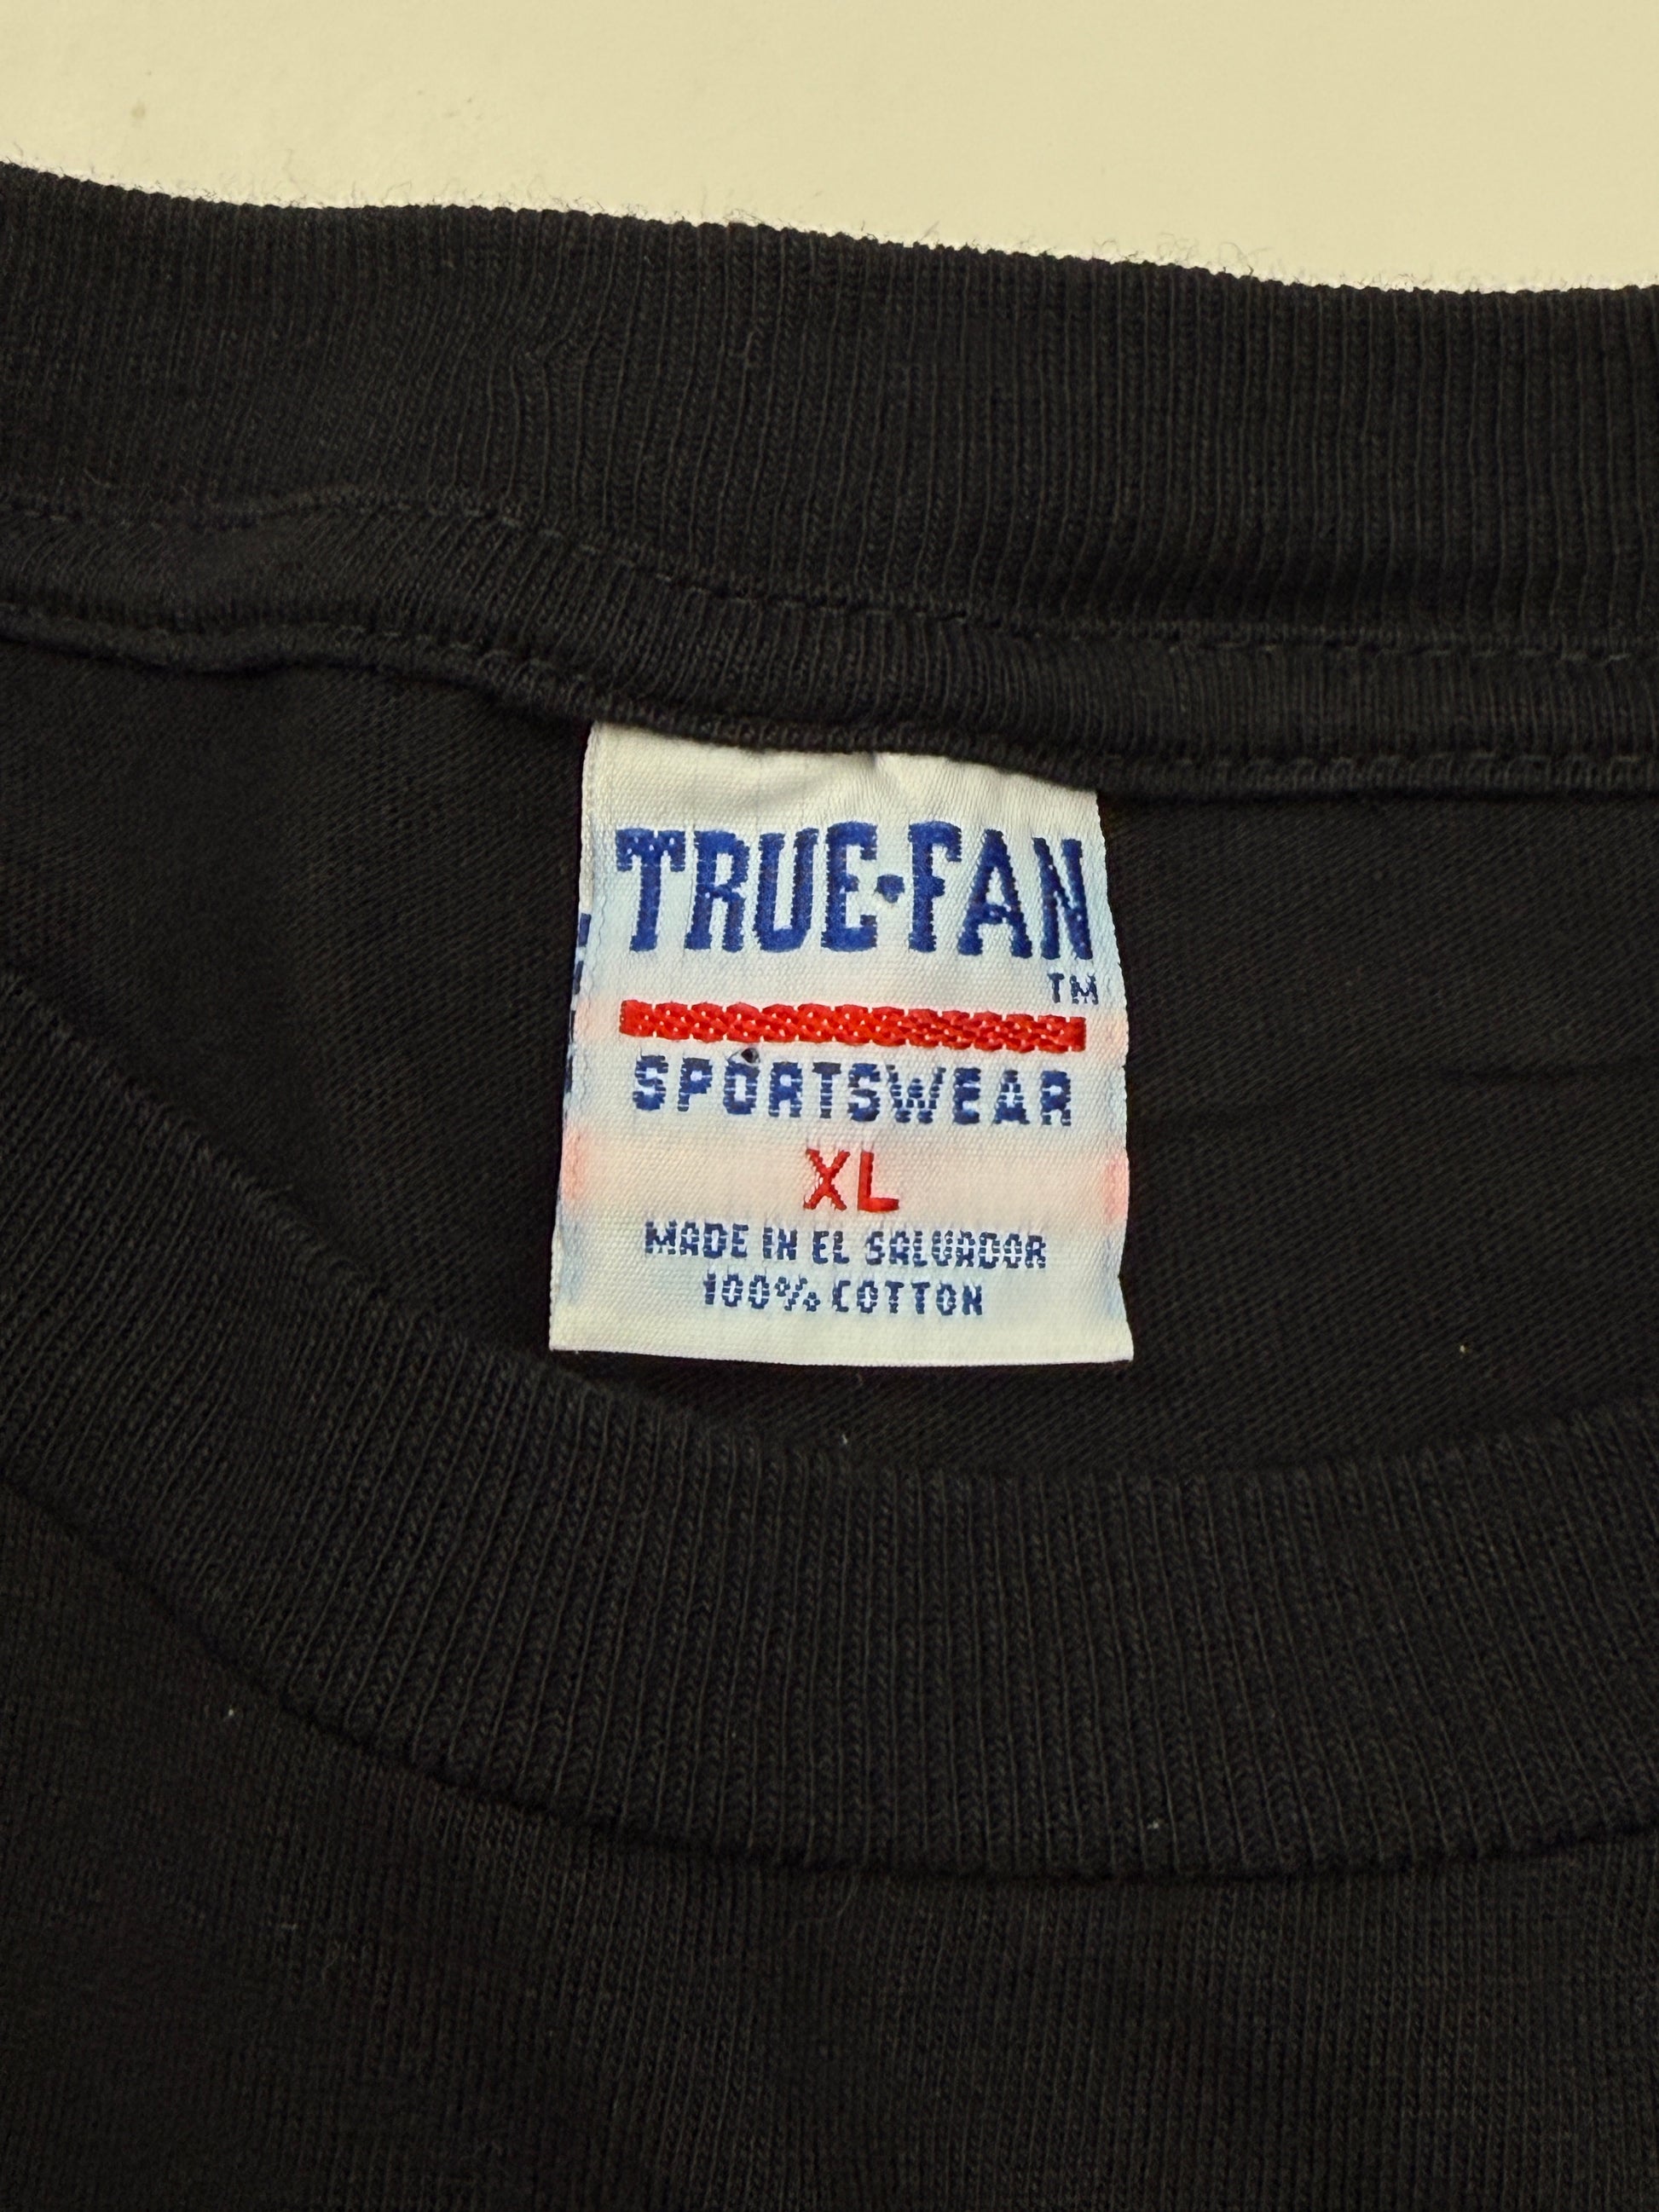 TRUE·FAN
TM
SPORTSWEAR
XL
MADE IN EL SALVADOR
100% COTTON